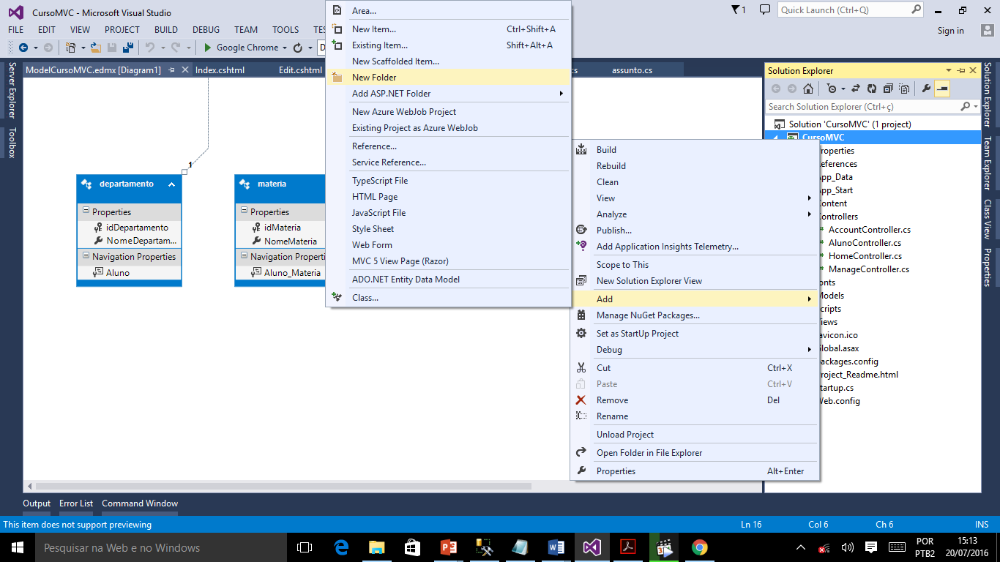 CursoMVC - Microsoft Visual Studio
1
Quick Launch (Ctrl+Q)
FILE EDIT VIEW PROJECT BUILD DEBUG TEAM TOOLS
Sign in
Google Chrome
Server Explorer
Toolbox
ModelCursoMVC.edmx [Diagram1]
Index.cshtml
Edit.cshtml
assunto.cs
1
departamento
Properties
idDepartamento
NomeDepartam...
Navigation Properties
Aluno
materia
Properties
idMateria
NomeMateria
Aluno_Materia
Area...
New Item... Ctrl+Shift+A
Existing Item... Shift+Alt+A
New Scaffolded Item...
New Folder
Add ASP.NET Folder
New Azure WebJob Project
Existing Project as Azure WebJob
Reference...
Service Reference...
TypeScript File
HTML Page
JavaScript File
Style Sheet
Web Form
MVC 5 View Page (Razor)
ADO.NET Entity Data Model
Class...
Build
Rebuild
Clean
View
Analyze
Publish...
Add Application Insights Telemetry...
Scope to This
New Solution Explorer View
Add
Manage NuGet Packages...
Set as StartUp Project
Debug
Cut Ctrl+X
Paste Ctrl+V
Remove Del
Rename
Unload Project
Open Folder in File Explorer
Properties Alt+Enter
Solution Explorer
Search Solution Explorer (Ctrl+ç)
Solution 'CursoMVC' (1 project)
CursoMVC
roperties
eferences
pp_Data
pp_Start
ontent
ontrollers
AccountController.cs
AlunoController.cs
HomeController.cs
ManageController.cs
onts
Models
cripts
iews
avicon.ico
lobal.asax
ackages.config
roject_Readme.html
tartup.cs
Web.config
Solution Explorer
Team Explorer
Class View
Properties
Output Error List Command Window
This item does not support previewing
Ln 16 Col 6 Ch 6 INS
Pesquisar na Web e no Windows
POR
PTB2
15:13
20/07/2016